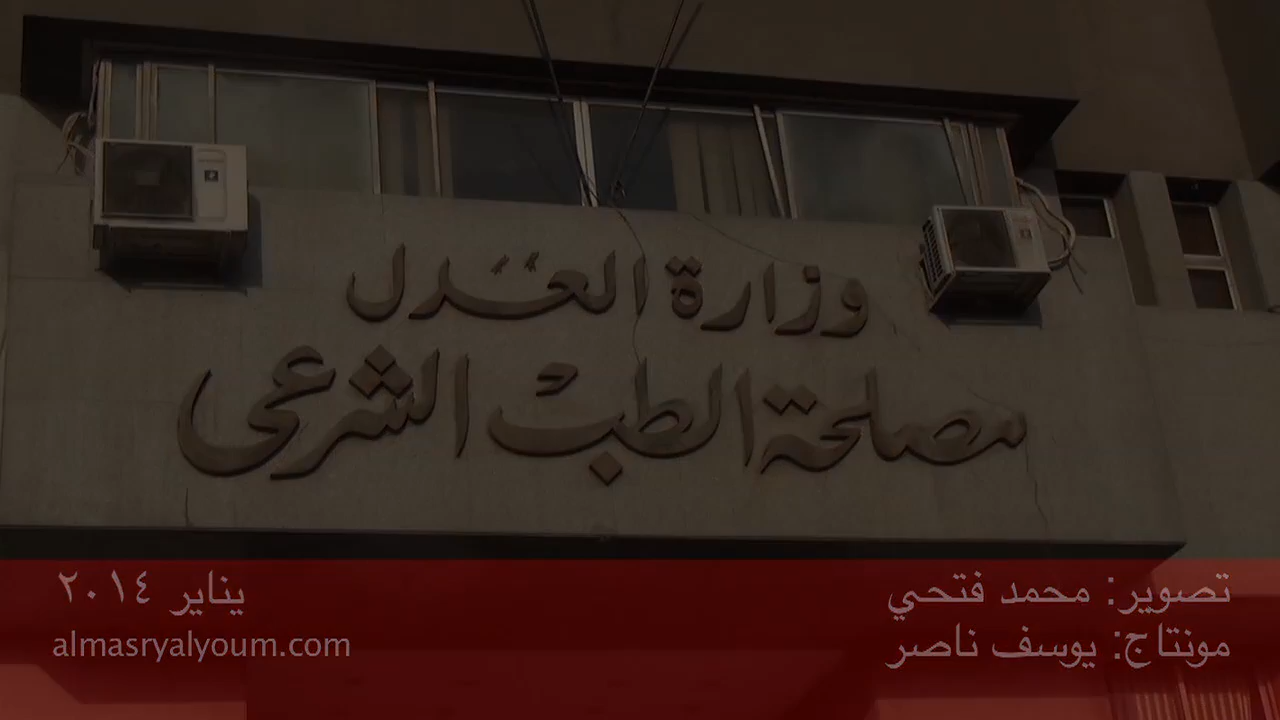 وزارة العدل
مصلحة الطب الشرعى
تصوير: محمد فتحي
يناير ٢٠١٤
مونتاج: يوسف ناصر
almasryalyoum.com